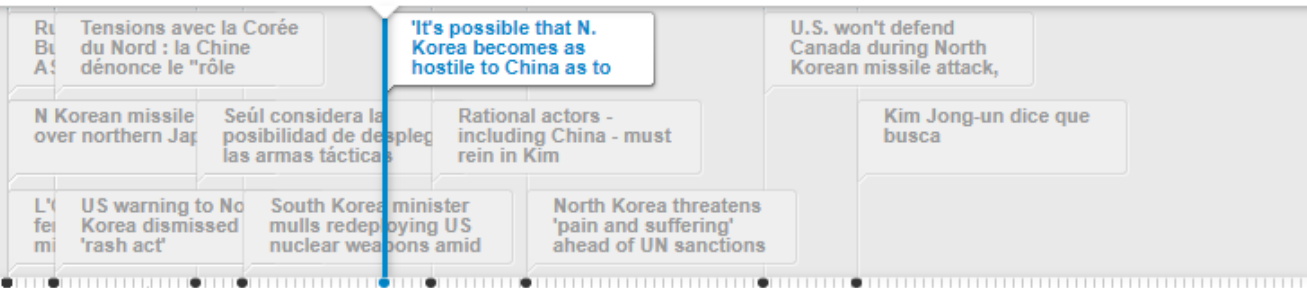 Tensions avec la Corée
du Nord : la Chine
dénonce le "rôle
'It's possible that N.
Korea becomes as
hostile to China as to
U.S. won't defend
Canada during North
Korean missile attack,
N Korean missile
over northern Jap
Seúl considera la
posibilidad de despleg
las armas tácticas
Rational actors -
including China - must
rein in Kim
Kim Jong-un dice que
busca
US warning to No
Korea dismissed
'rash act'
South Korea minister
mulls redeploying US
nuclear weapons amid
North Korea threatens
'pain and suffering'
ahead of UN sanctions